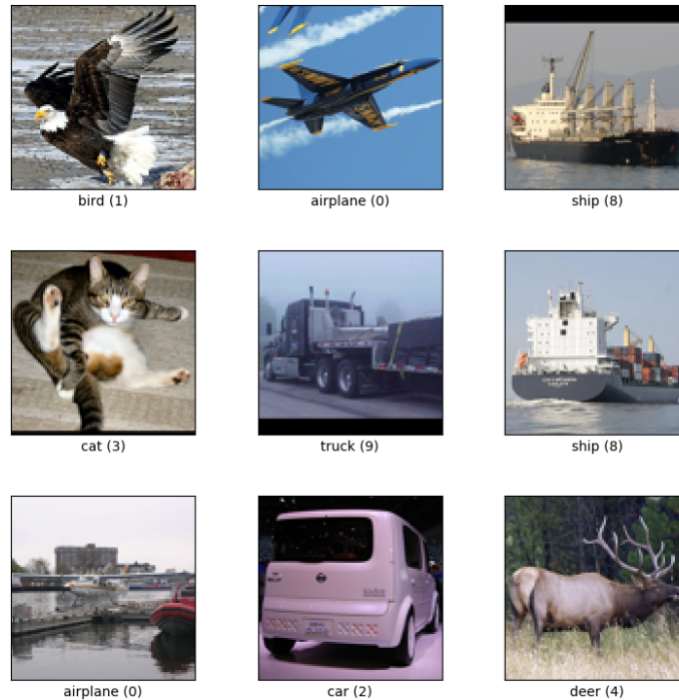 bird (1)
airplane (0)
ship (8)
cat (3)
truck (9)
ship (8)
airplane (0)
car (2)
deer (4)